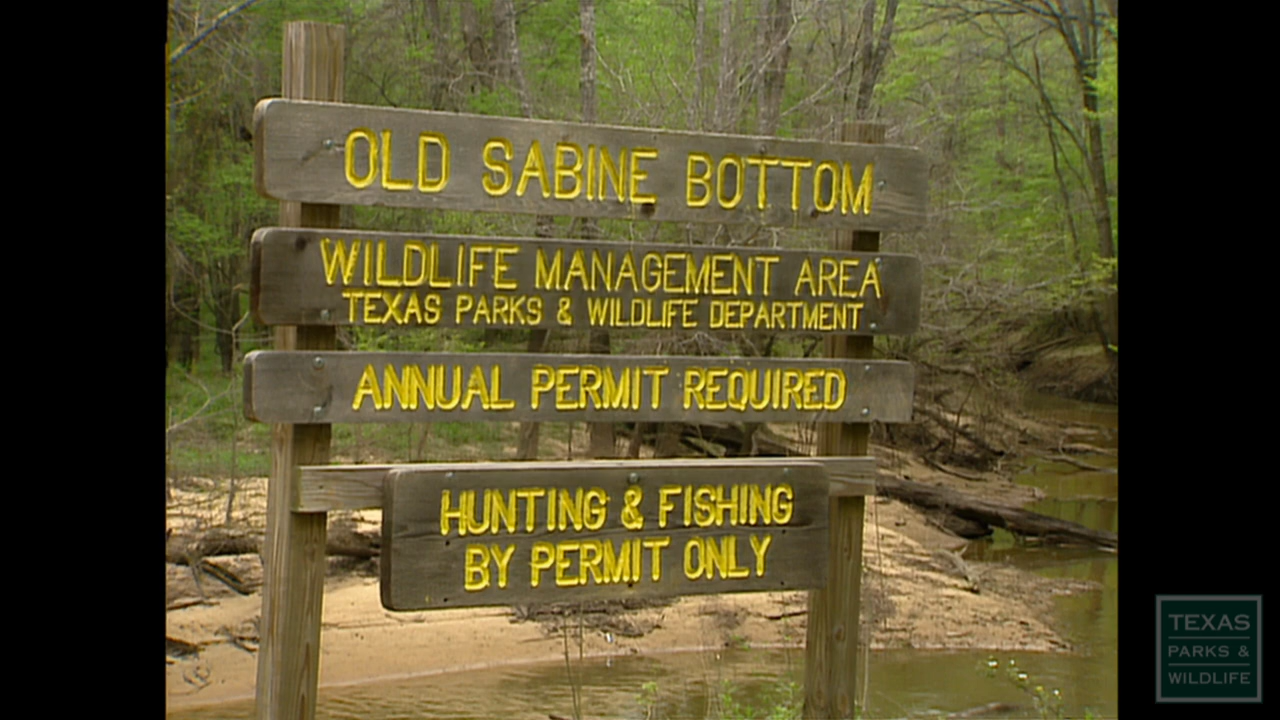 OLD SABINE BOTTOM
WILDLIFE MANAGEMENT AREA
TEXAS PARKS & WILDLIFE DEPARTMENT
ANNUAL PERMIT REQUIRED
HUNTING & FISHING
BY PERMIT ONLY
TEXAS
PARKS &
WILDLIFE